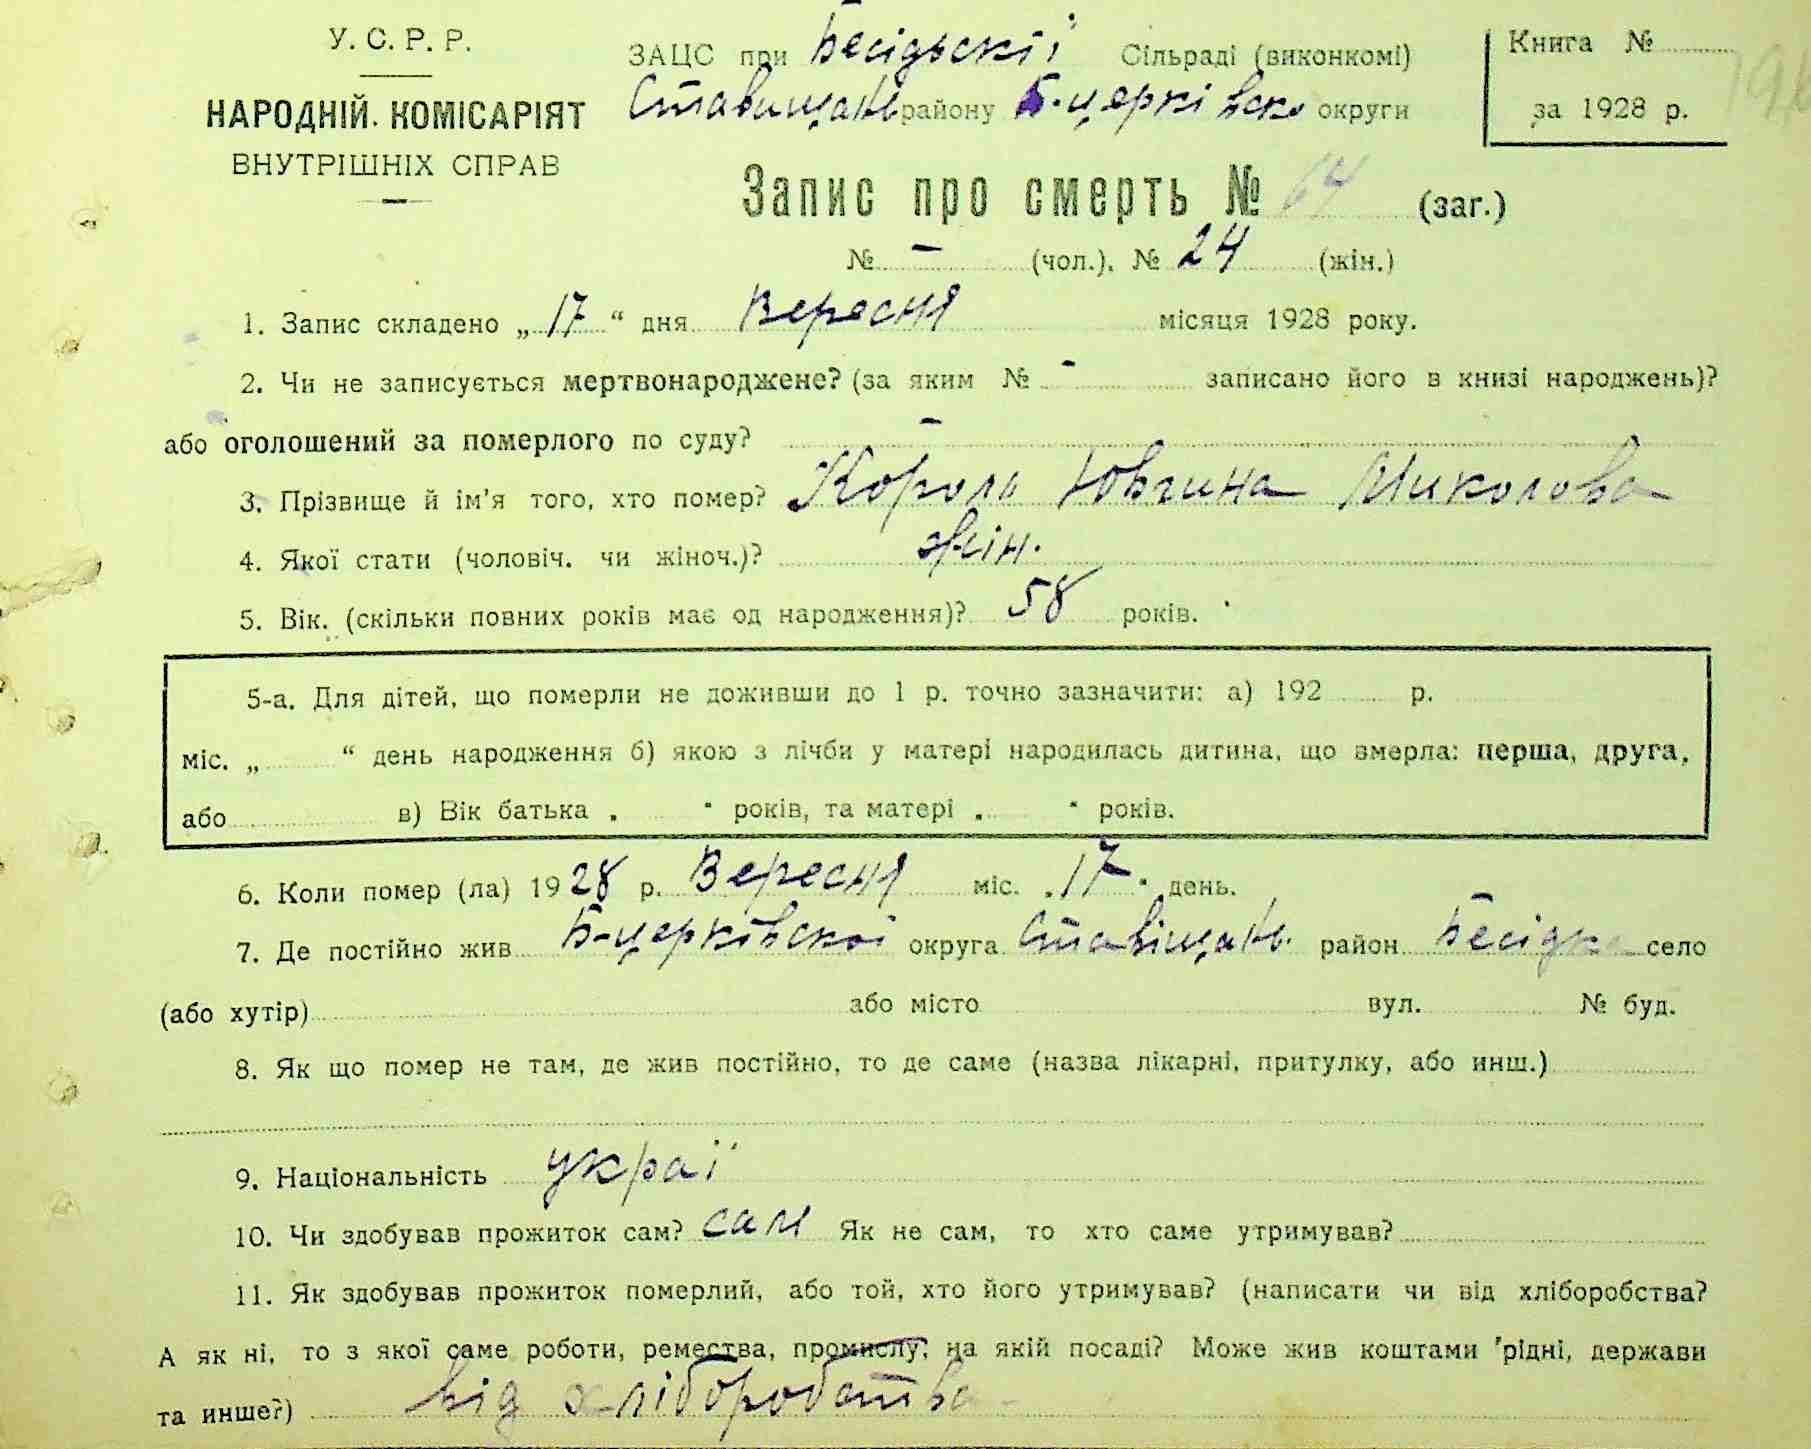 У. С. Р. Р.
НАРОДНІЙ КОМІСАРІЯТ
ВНУТРІШНІХ СПРАВ
ЗАЦС при Бесідьскії Сільраді (виконкомі)
Ставищань району Б-церківско округи
Книга №
за 1928 р.
Запис про смерть № 64 (заг.)
№ – (чол.). № 24 (жін.)
1. Запис складено „ 17 “ дня Вересня місяця 1928 року.
2. Чи не записується мертвонароджене? (за яким № - записано його в книзі народжень)?
або оголошений за померлого по суду? –
3. Прізвище й ім'я того, хто помер? Король Ювгина Миколова
4. Якої стати (чоловіч. чи жіноч.)? жін.
5. Вік. (скільки повних років має од народження)? 58 років.
5-а. Для дітей, що померли не доживши до 1 р. точно зазначити: а) 192 р.
міс. „ “ день народження б) якою з лічби у матері народилась дитина, що вмерла: перша, друга,
або в) Вік батька „ “ років, та матері „ “ років.
6. Коли помер (ла) 1928 р. Вересня міс. „17“ день.
7. Де постійно жив Б-церківскої округа Ставіщань район Бесідка село
(або хутір) або місто вул. № буд.
8. Як що помер не там, де жив постійно, то де саме (назва лікарні, притулку, або инш.)
9. Національність украї
10. Чи здобував прожиток сам? сам Як не сам, то хто саме утримував?
11. Як здобував прожиток померлий, або той, хто його утримував? (написати чи від хліборобства?
А як ні, то з якої саме роботи, ремества, промислу; на якій посаді? Може жив коштами рідні, держави
та инше?) від хліборобства